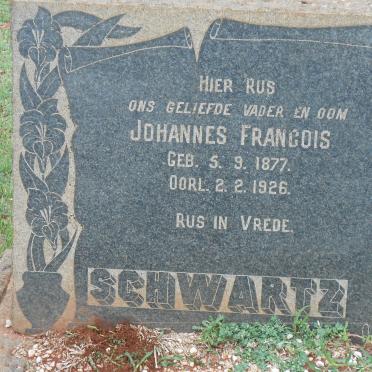 HIER RUS
ONS GELIEFDE VADER EN OOM
JOHANNES FRANCOIS
GEB. 5. 9. 1877.
OORL. 2. 2. 1926.
RUS IN VREDE.
SCHWARTZ